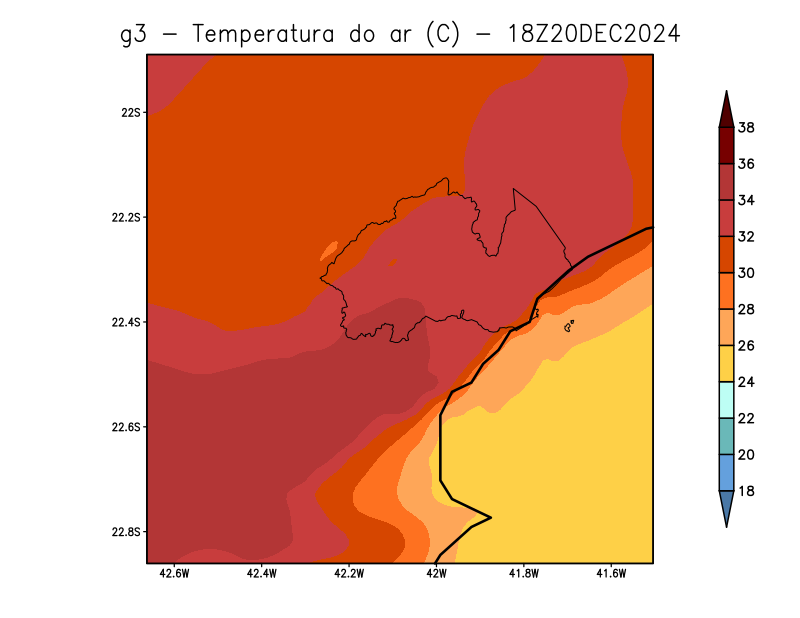 g3 - Temperatura do ar (C) - 18Z20DEC2024
22S
22.2S
22.4S
22.6S
22.8S
42.6W
42.4W
42.2W
42W
41.8W
41.6W
38
36
34
32
30
28
26
24
22
20
18